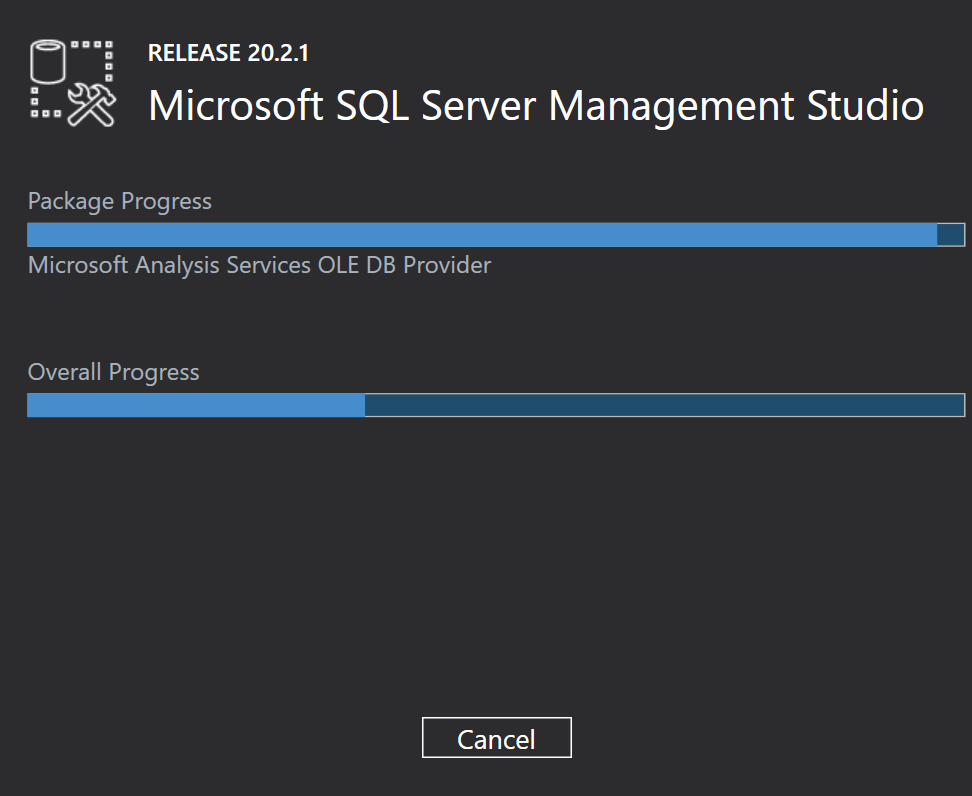 RELEASE 20.2.1
Microsoft SQL Server Management Studio
Package Progress
Microsoft Analysis Services OLE DB Provider
Overall Progress
Cancel